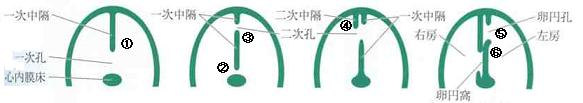 一次中隔
①
一次孔
心内膜床
一次中隔
③
②
二次中隔
④
二次孔
一次中隔
卵円孔
⑤
右房
左房
⑥
卵円窩